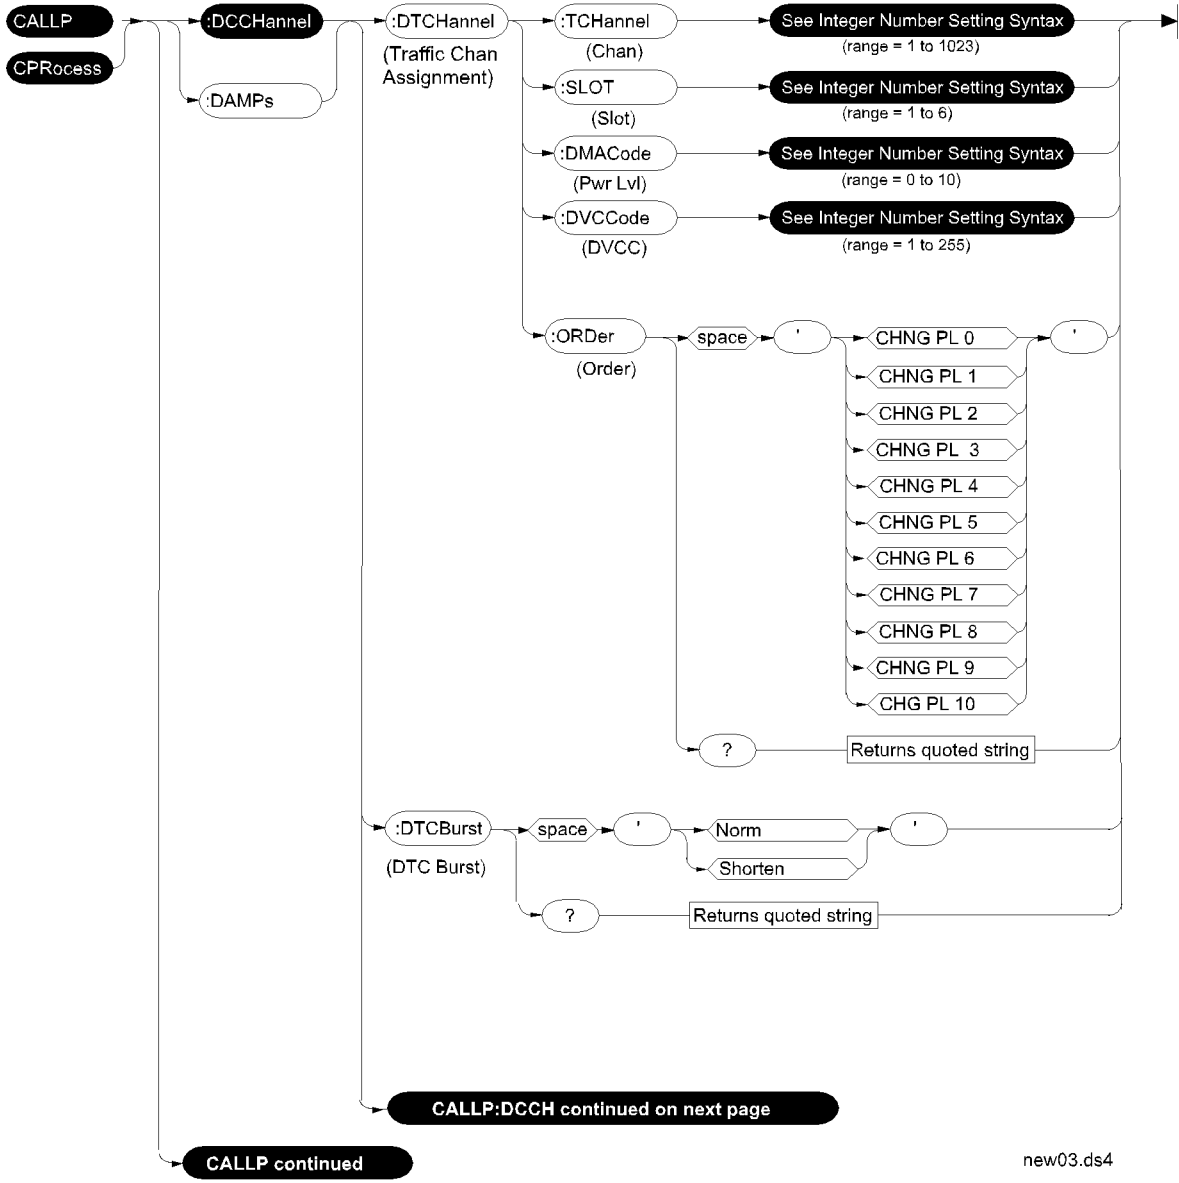 CALLP
:DCCHannel
:DTCHannel
:TCHannel
See Integer Number Setting Syntax
(Traffic Chan
Assignment)
(Chan)
(range = 1 to 1023)
CPRocess
:DAMPs
:SLOT
See Integer Number Setting Syntax
(Slot)
(range = 1 to 6)
:DMACode
See Integer Number Setting Syntax
(Pwr Lvl)
(range = 0 to 10)
:DVCCode
See Integer Number Setting Syntax
(DVCC)
(range = 1 to 255)
:ORDer
space
'
CHNG PL 0
'
(Order)
CHNG PL 1
CHNG PL 2
CHNG PL  3
CHNG PL 4
CHNG PL 5
CHNG PL 6
CHNG PL 7
CHNG PL 8
CHNG PL 9
CHG PL 10
?
Returns quoted string
:DTCBurst
space
'
Norm
'
(DTC Burst)
Shorten
?
Returns quoted string
CALLP:DCCH continued on next page
CALLP continued
new03.ds4